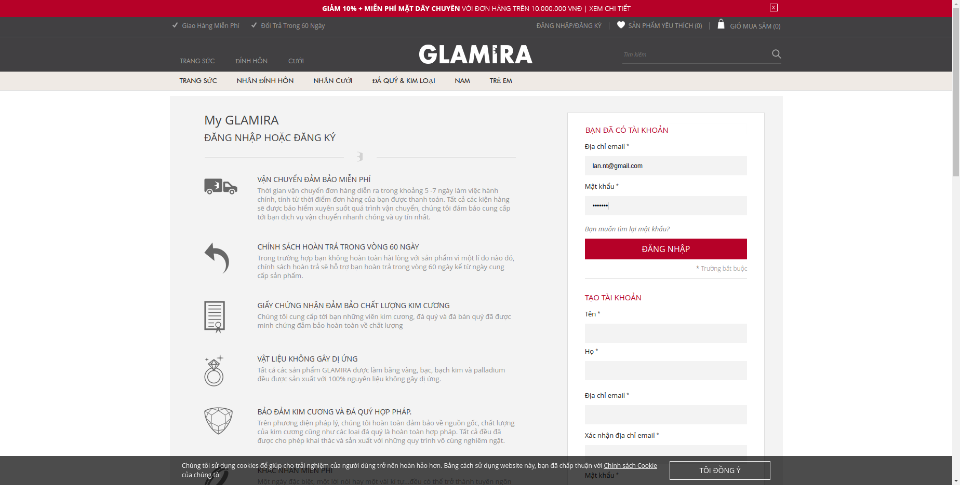 GIẢM 10% + MIỄN PHÍ MẶT DÂY CHUYỀN VỚI ĐƠN HÀNG TRÊN 10.000.000 VNĐ | XEM CHI TIẾT
x
Giao Hàng Miễn Phí
Đổi Trả Trong 60 Ngày
ĐĂNG NHẬP/ĐĂNG KÝ
SẢN PHẨM YÊU THÍCH (0)
GIỎ MUA SẮM (0)
TRANG SỨC
ĐÍNH HÔN
CƯỚI
GLAMIRA
Tìm kiếm
TRANG SỨC
NHẪN ĐÍNH HÔN
NHẪN CƯỚI
ĐÁ QUÝ & KIM LOẠI
NAM
TRẺ EM
My GLAMIRA
ĐĂNG NHẬP HOẶC ĐĂNG KÝ
VẬN CHUYỂN ĐẢM BẢO MIỄN PHÍ
Thời gian vận chuyển đơn hàng diễn ra trong khoảng 5 -7 ngày làm việc hành
chính, tính từ thời điểm đơn hàng của bạn được thanh toán. Tất cả các kiện hàng
sẽ được bảo hiểm xuyên suốt quá trình vận chuyển, chúng tôi đảm bảo cung cấp
tới bạn dịch vụ vận chuyển nhanh chóng và uy tín nhất.
CHÍNH SÁCH HOÀN TRẢ TRONG VÒNG 60 NGÀY
Trong trường hợp bạn không hoàn toàn hài lòng với sản phẩm vì một lí do nào đó,
chính sách hoàn trả sẽ hỗ trợ bạn hoàn trả trong vòng 60 ngày kể từ ngày cung
cấp sản phẩm.
GIẤY CHỨNG NHẬN ĐẢM BẢO CHẤT LƯỢNG KIM CƯƠNG
Chúng tôi cung cấp tới bạn những viên kim cương, đá quý và đá bán quý đã được
minh chứng đảm bảo hoàn toàn về chất lượng
VẬT LIỆU KHÔNG GÂY DỊ ỨNG
Tất cả các sản phẩm GLAMIRA được làm bằng vàng, bạc, bạch kim và palladium
đều được sản xuất với 100% nguyên liệu không gây dị ứng.
BẢO ĐẢM KIM CƯƠNG VÀ ĐÁ QUÝ HỢP PHÁP.
Trên phương diện pháp lý, chúng tôi hoàn toàn đảm bảo về nguồn gốc, chất lượng
của kim cương cũng như các loại đá quý là hoàn toàn hợp pháp. Tất cả đều đã
được cho phép khai thác và sản xuất với những quy trình vô cùng nghiêm ngặt.
KHẮC NHẪN MIỄN PHÍ
BẠN ĐÃ CÓ TÀI KHOẢN
Địa chỉ email *
lan.nt@gmail.com
Mật khẩu *
••••••••
Bạn muốn tìm lại mật khẩu?
ĐĂNG NHẬP
* Trường bắt buộc
TẠO TÀI KHOẢN
Tên *
Họ *
Địa chỉ email *
Xác nhận địa chỉ email *
Mật khẩu *
Chúng tôi sử dụng cookies để giúp cho trải nghiệm của người dùng trở nên hoàn hảo hơn. Bằng cách sử dụng website này, bạn đã chấp thuận với Chính sách Cookie
của chúng tôi
TÔI ĐỒNG Ý